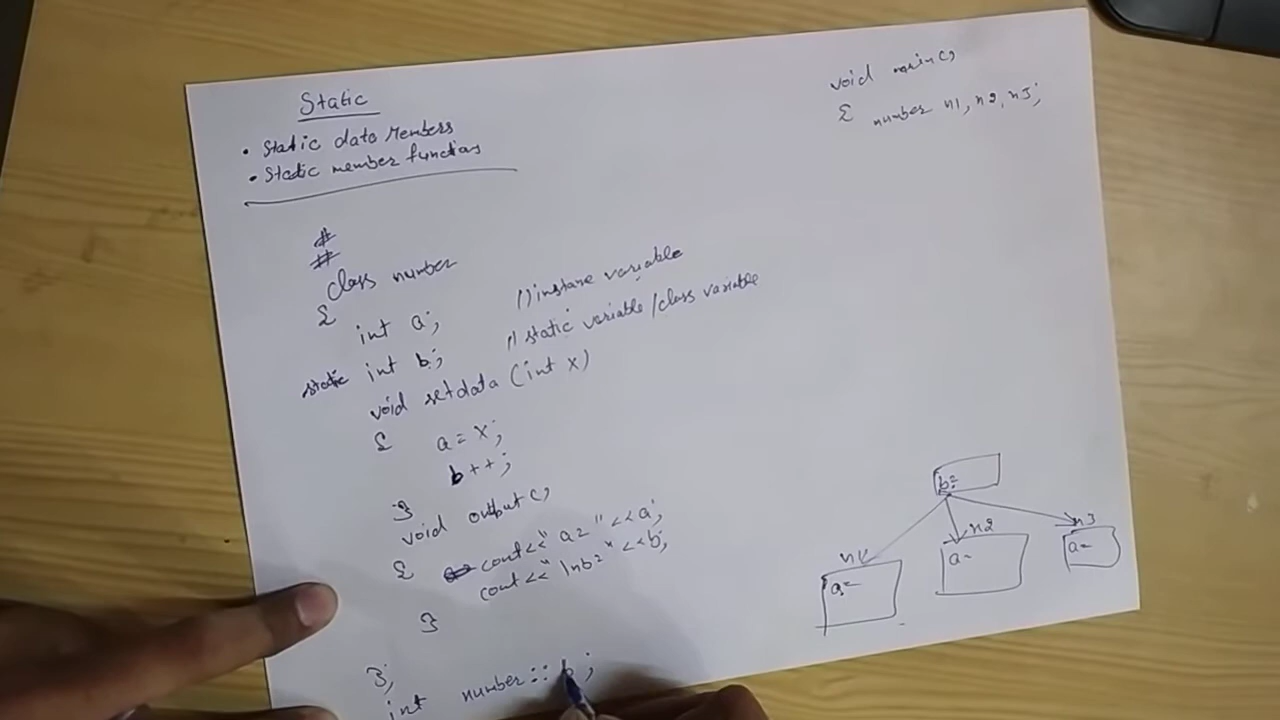 Static
• Static data Members
• Static member functions
#
#
class number
{
int a; //instane variable
static int b; // static variable/class variable
void setdata (int x)
{ a = x;
b++;
}
void output()
{ cout<<"a="<<a;
cout<<"\nb="<<b;
}
};
int number::b;
void main()
{ number n1, n2, n3;
b=
n1
n2
n3
a=
a=
a=